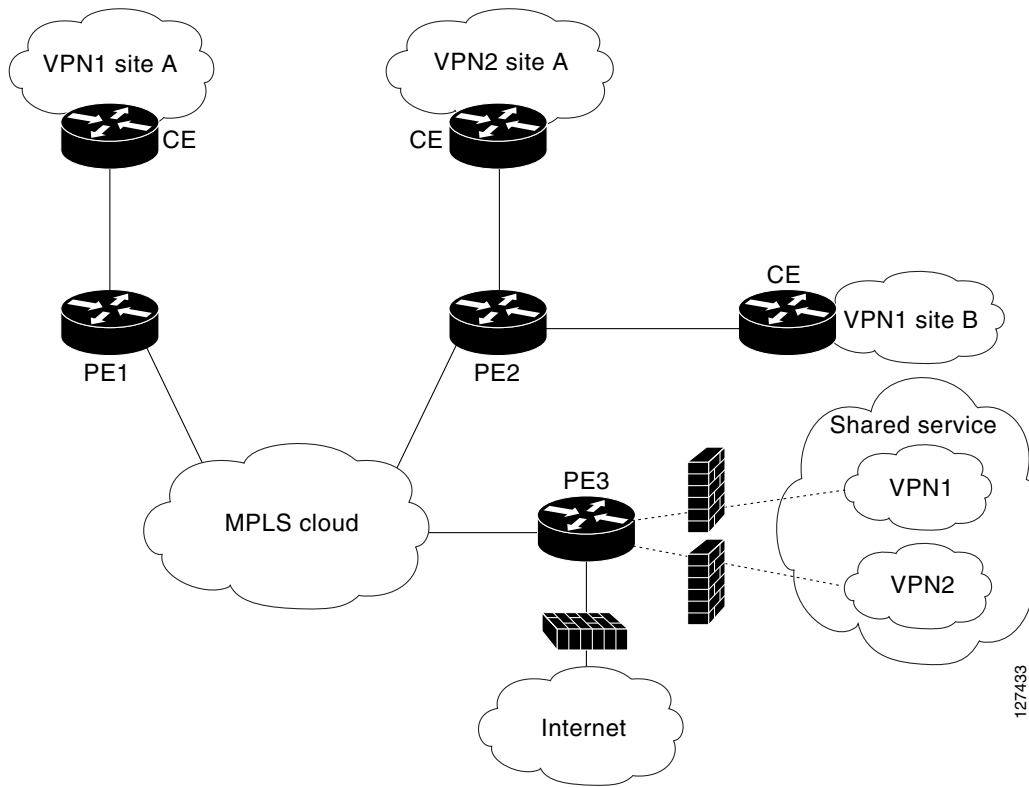 VPN1 site A
VPN2 site A
CE
CE
CE
VPN1 site B
PE1
PE2
Shared service
PE3
VPN1
MPLS cloud
VPN2
Internet
127433